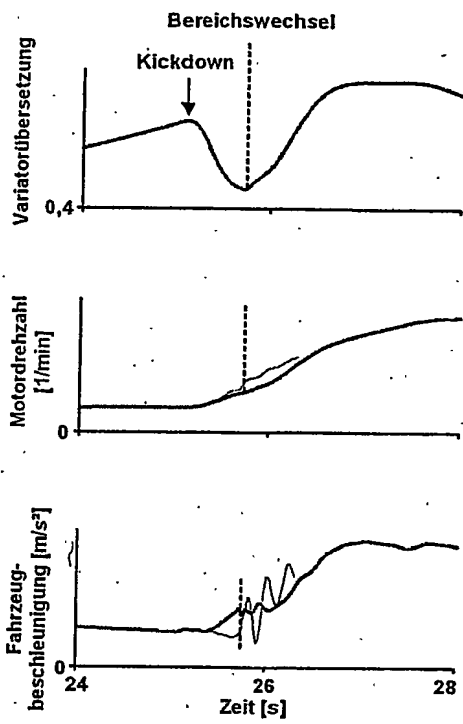 Bereichswechsel
Kickdown
Variatorübersetzung
0,4
Motordrehzahl
[1/min]
0
Fahrzeug-
beschleunigung [m/s²]
0
24
26
28
Zeit [s]